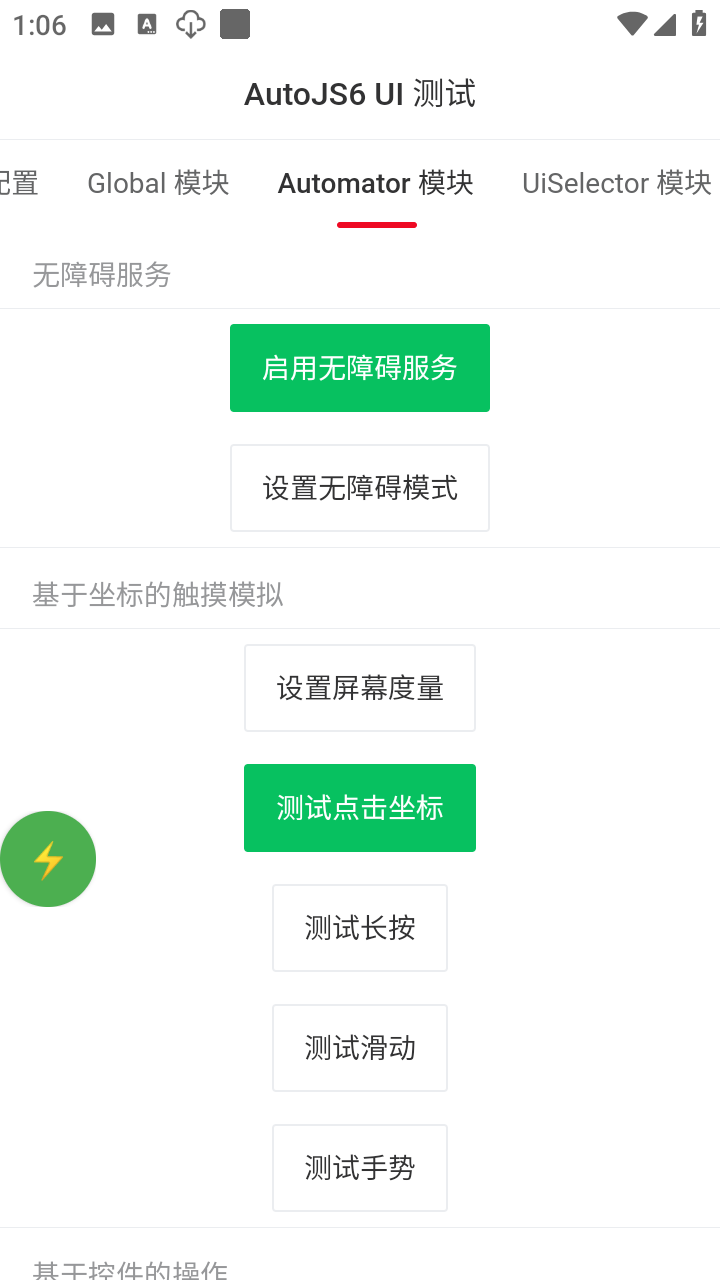 1:06
AutoJS6 UI 测试
配置 Global 模块 Automator 模块 UiSelector 模块
无障碍服务
启用无障碍服务
设置无障碍模式
基于坐标的触摸模拟
设置屏幕度量
测试点击坐标
测试长按
测试滑动
测试手势
基于控件的操作